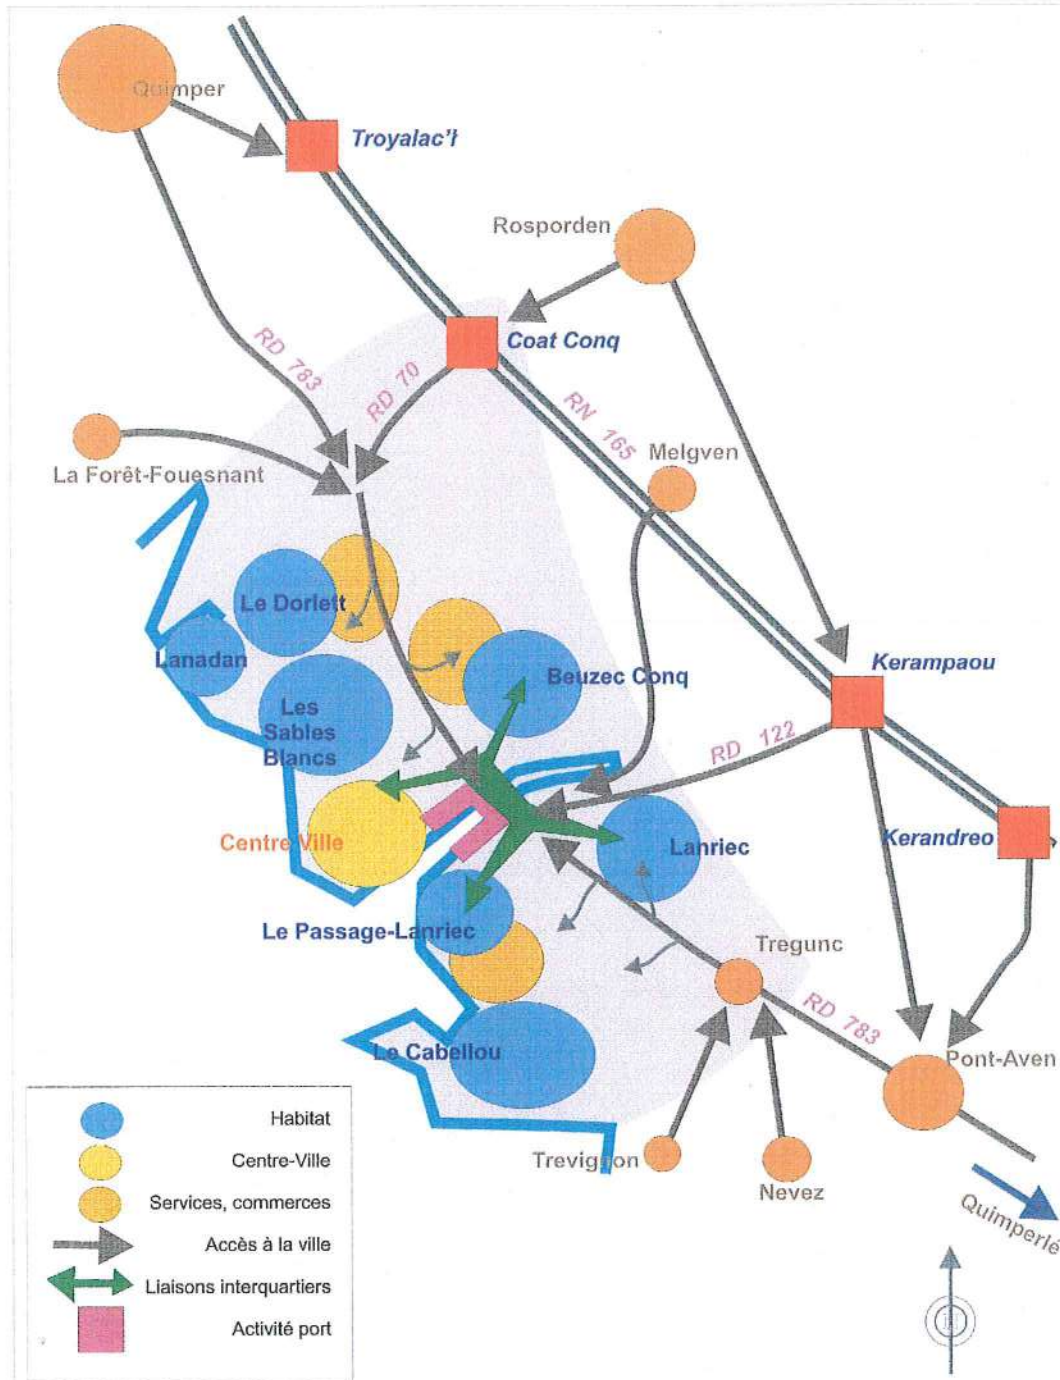 Quimper
Troyalac'h
Rosporden
Coat Conq
RD 783
RD 70
RN 165
La Forêt-Fouesnant
Melgven
Le Dorlett
Lanadan
Beuzec Conq
Kerampaou
Les
Sables
Blancs
RD 122
Centre Ville
Lanriec
Kerandreo
Le Passage-Lanriec
Tregunc
RD 783
Le Cabellou
Pont-Aven
Trevignon
Nevez
Quimperlé
N
Habitat
Centre-Ville
Services, commerces
Accès à la ville
Liaisons interquartiers
Activité port